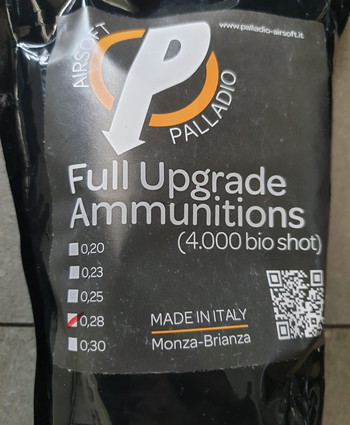 www.palladio-airsoft.it
AIRSOFT
P
PALLADIO
Full Upgrade
Ammunitions
(4.000 bio shot)
0,20
0,23
0,25
0,28
0,30
MADE IN ITALY
Monza-Brianza